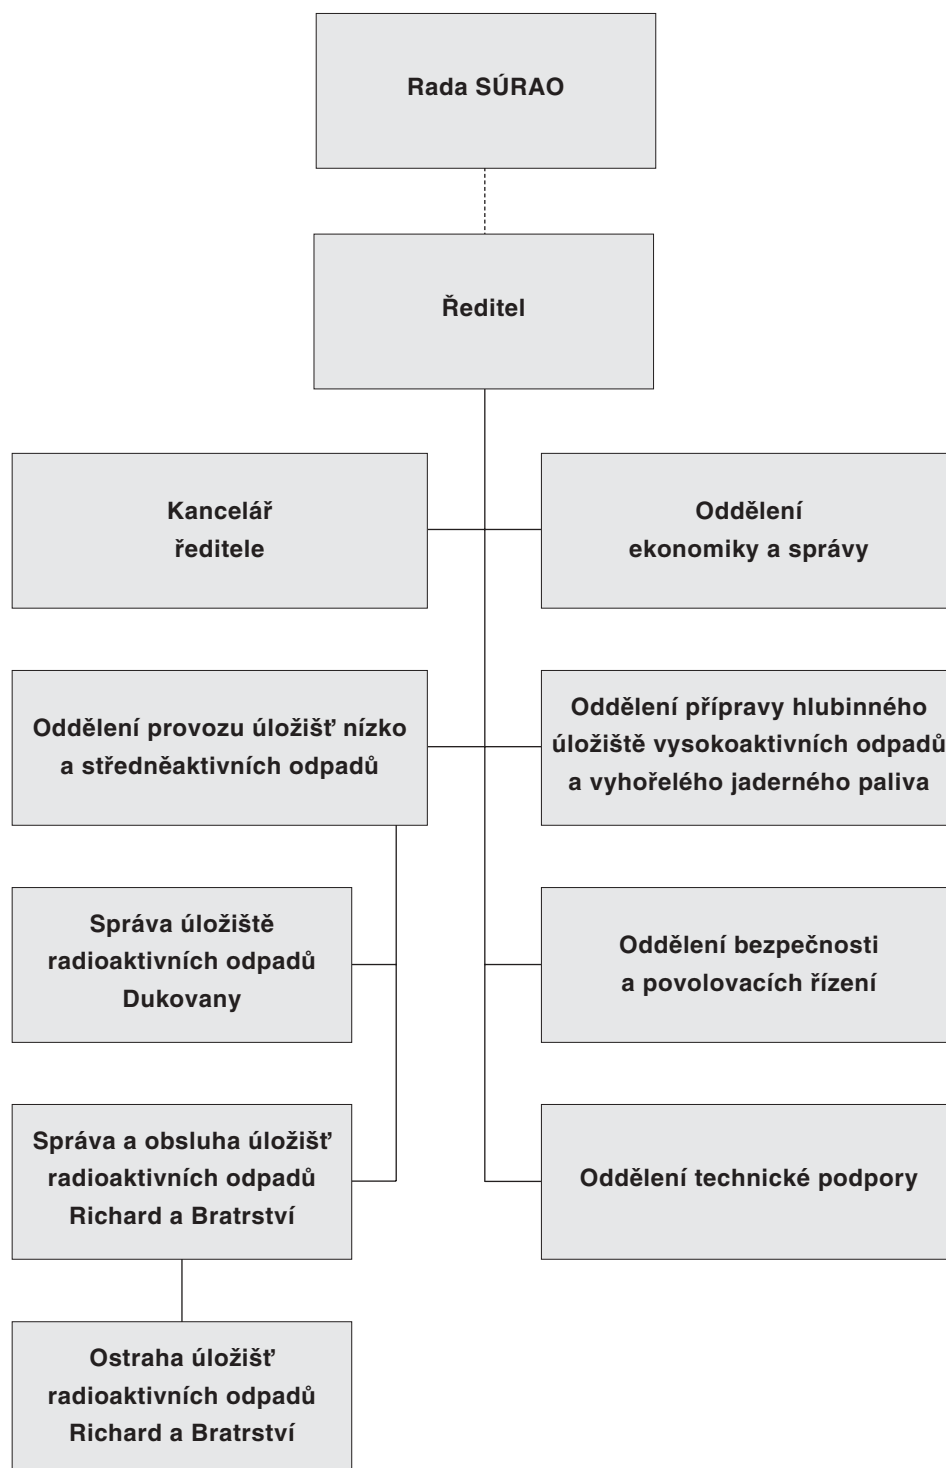 Rada SÚRAO
Ředitel
Kancelář
ředitele
Oddělení
ekonomiky a správy
Oddělení provozu úložišť nízko
a středněaktivních odpadů
Oddělení přípravy hlubinného
úložiště vysokoaktivních odpadů
a vyhořelého jaderného paliva
Správa úložiště
radioaktivních odpadů
Dukovany
Oddělení bezpečnosti
a povolovacích řízení
Správa a obsluha úložišť
radioaktivních odpadů
Richard a Bratrství
Oddělení technické podpory
Ostraha úložišť
radioaktivních odpadů
Richard a Bratrství